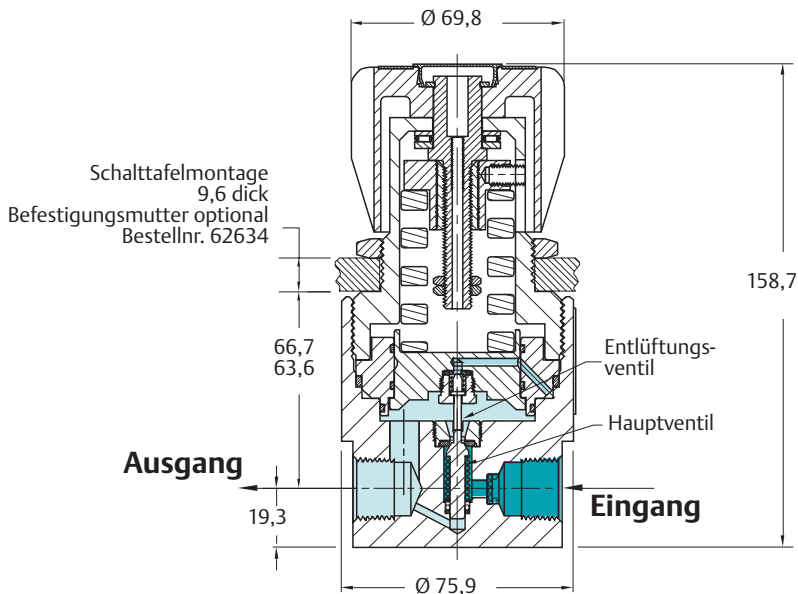 Ø 69,8
Schalttafelmontage
9,6 dick
Befestigungsmutter optional
Bestellnr. 62634
158,7
66,7
63,6
Entlüftungs-
ventil
Hauptventil
Ausgang
Eingang
19,3
Ø 75,9